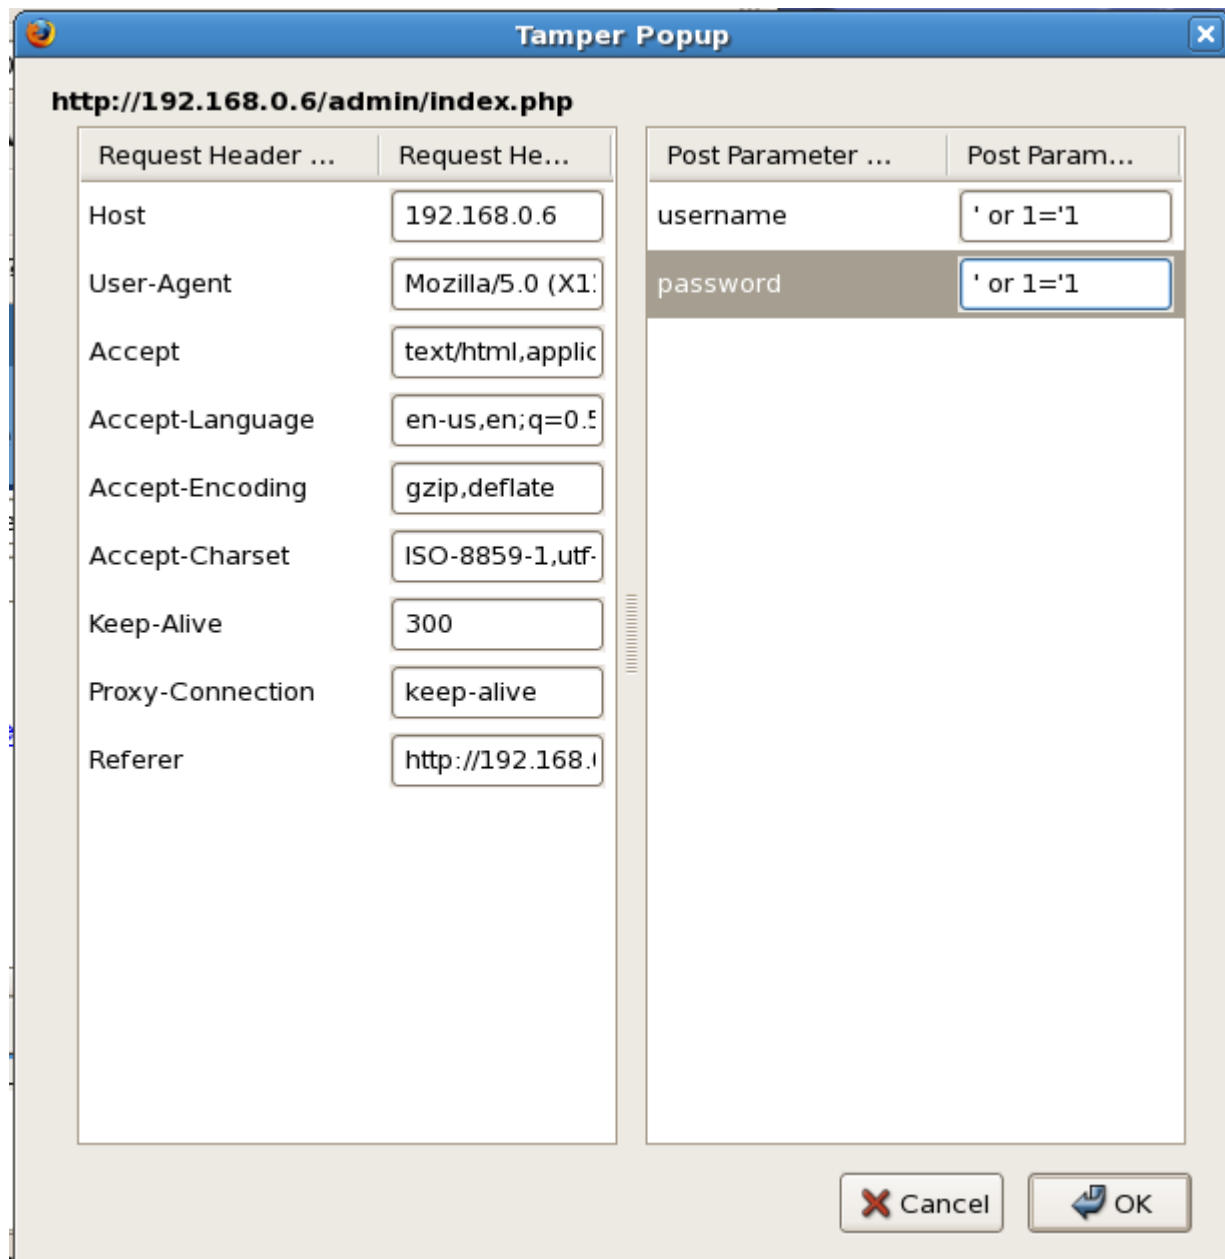 Tamper Popup
http://192.168.0.6/admin/index.php
Request Header ... Request He...
Host 192.168.0.6
User-Agent Mozilla/5.0 (X1
Accept text/html,applic
Accept-Language en-us,en;q=0.5
Accept-Encoding gzip,deflate
Accept-Charset ISO-8859-1,utf-
Keep-Alive 300
Proxy-Connection keep-alive
Referer http://192.168.
Post Parameter ... Post Param...
username ' or 1='1
password ' or 1='1
Cancel OK